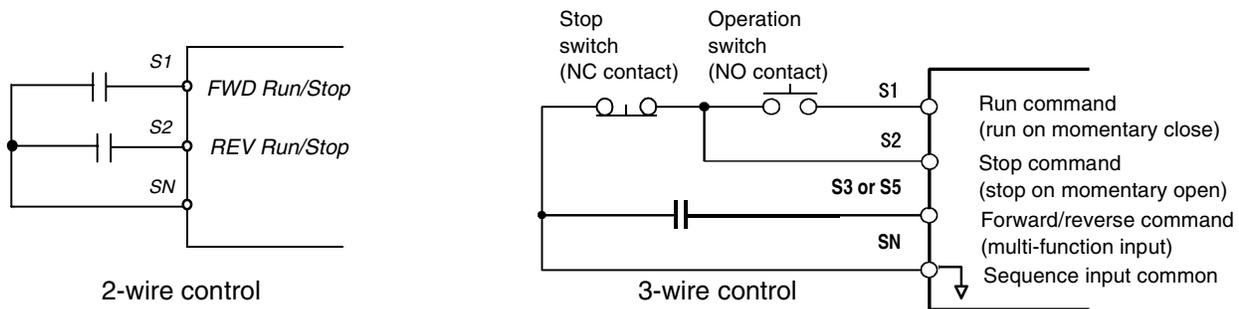 S1
FWD Run/Stop
S2
REV Run/Stop
SN
2-wire control
Stop
switch
(NC contact)
Operation
switch
(NO contact)
S1
Run command
(run on momentary close)
S2
Stop command
(stop on momentary open)
S3 or S5
Forward/reverse command
(multi-function input)
SN
Sequence input common
3-wire control